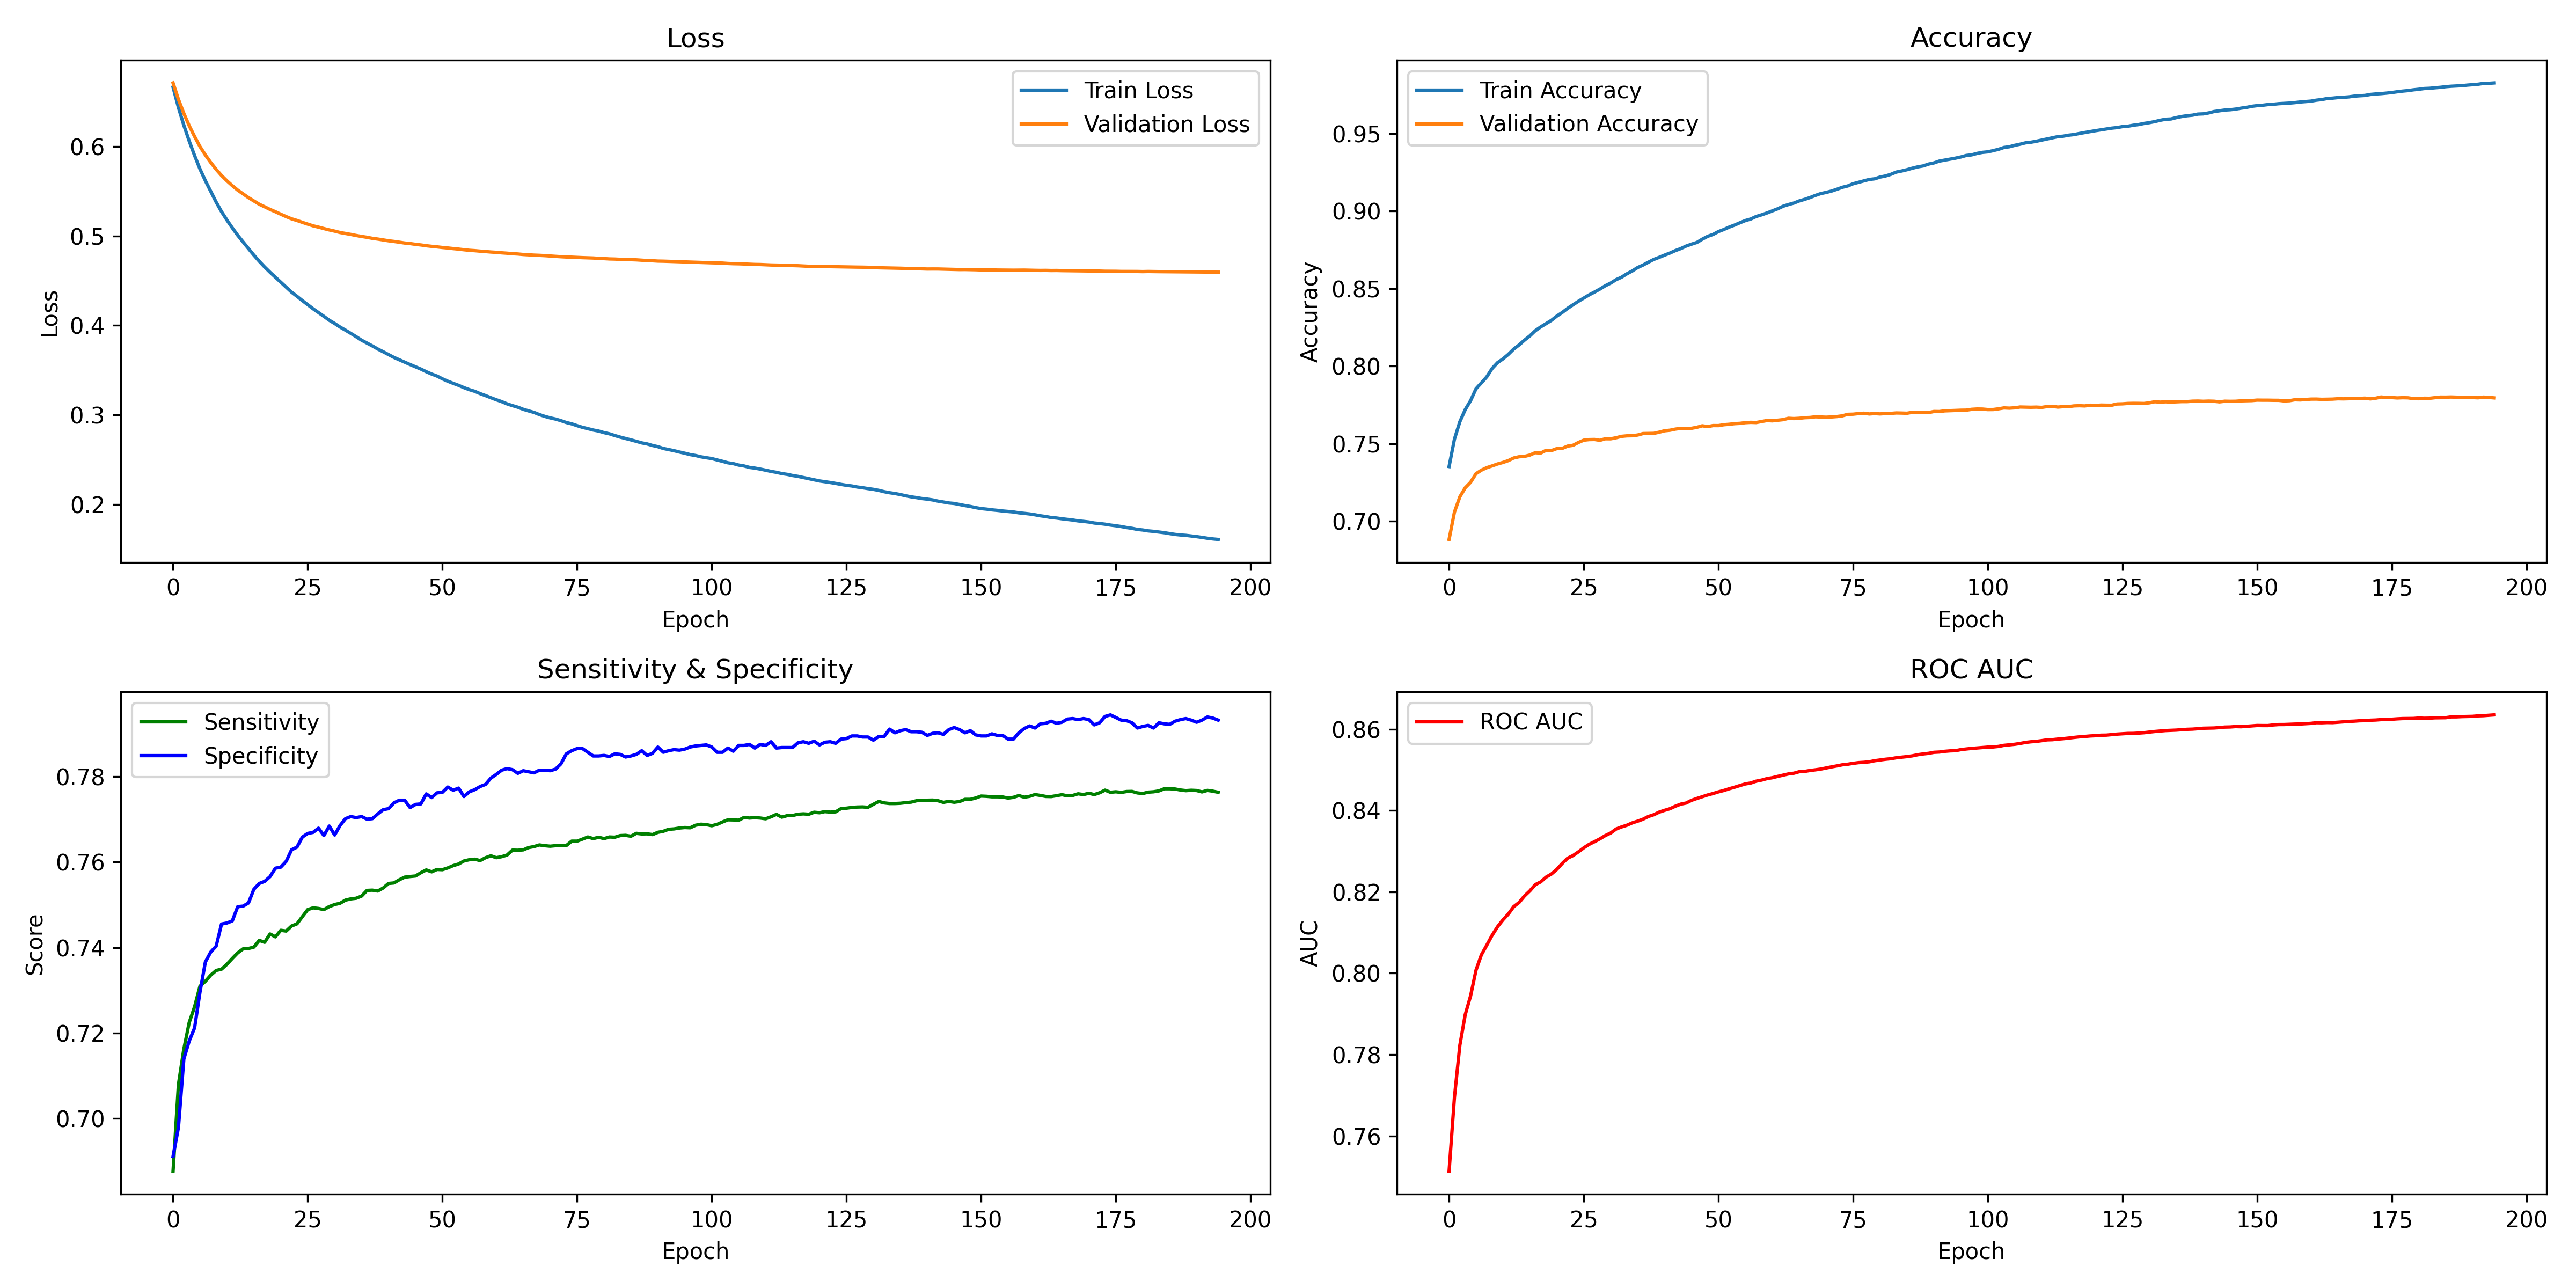 Loss
Train Loss
Validation Loss
0.6
0.5
0.4
0.3
0.2
Loss
0 25 50 75 100 125 150 175 200
Epoch
Accuracy
Train Accuracy
Validation Accuracy
0.95
0.90
0.85
0.80
0.75
0.70
Accuracy
0 25 50 75 100 125 150 175 200
Epoch
Sensitivity & Specificity
Sensitivity
Specificity
0.78
0.76
0.74
0.72
0.70
Score
0 25 50 75 100 125 150 175 200
Epoch
ROC AUC
ROC AUC
0.86
0.84
0.82
0.80
0.78
0.76
AUC
0 25 50 75 100 125 150 175 200
Epoch